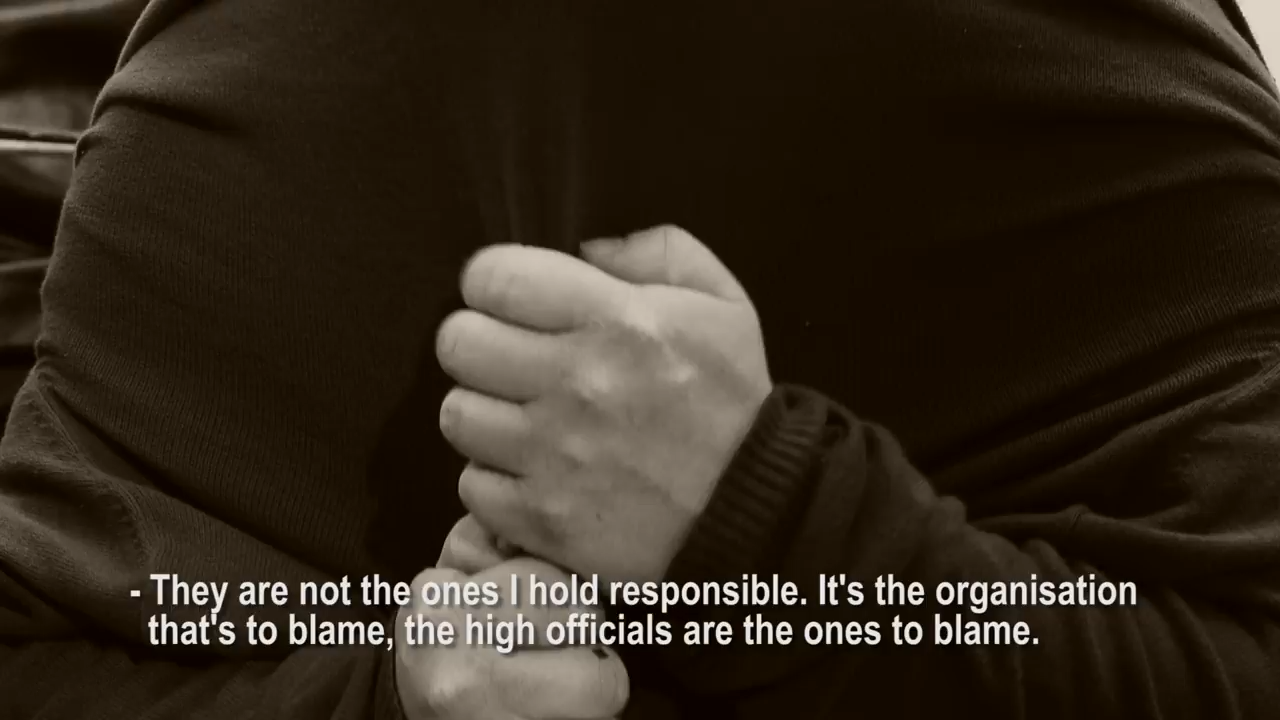 - They are not the ones I hold responsible. It's the organisation
that's to blame, the high officials are the ones to blame.